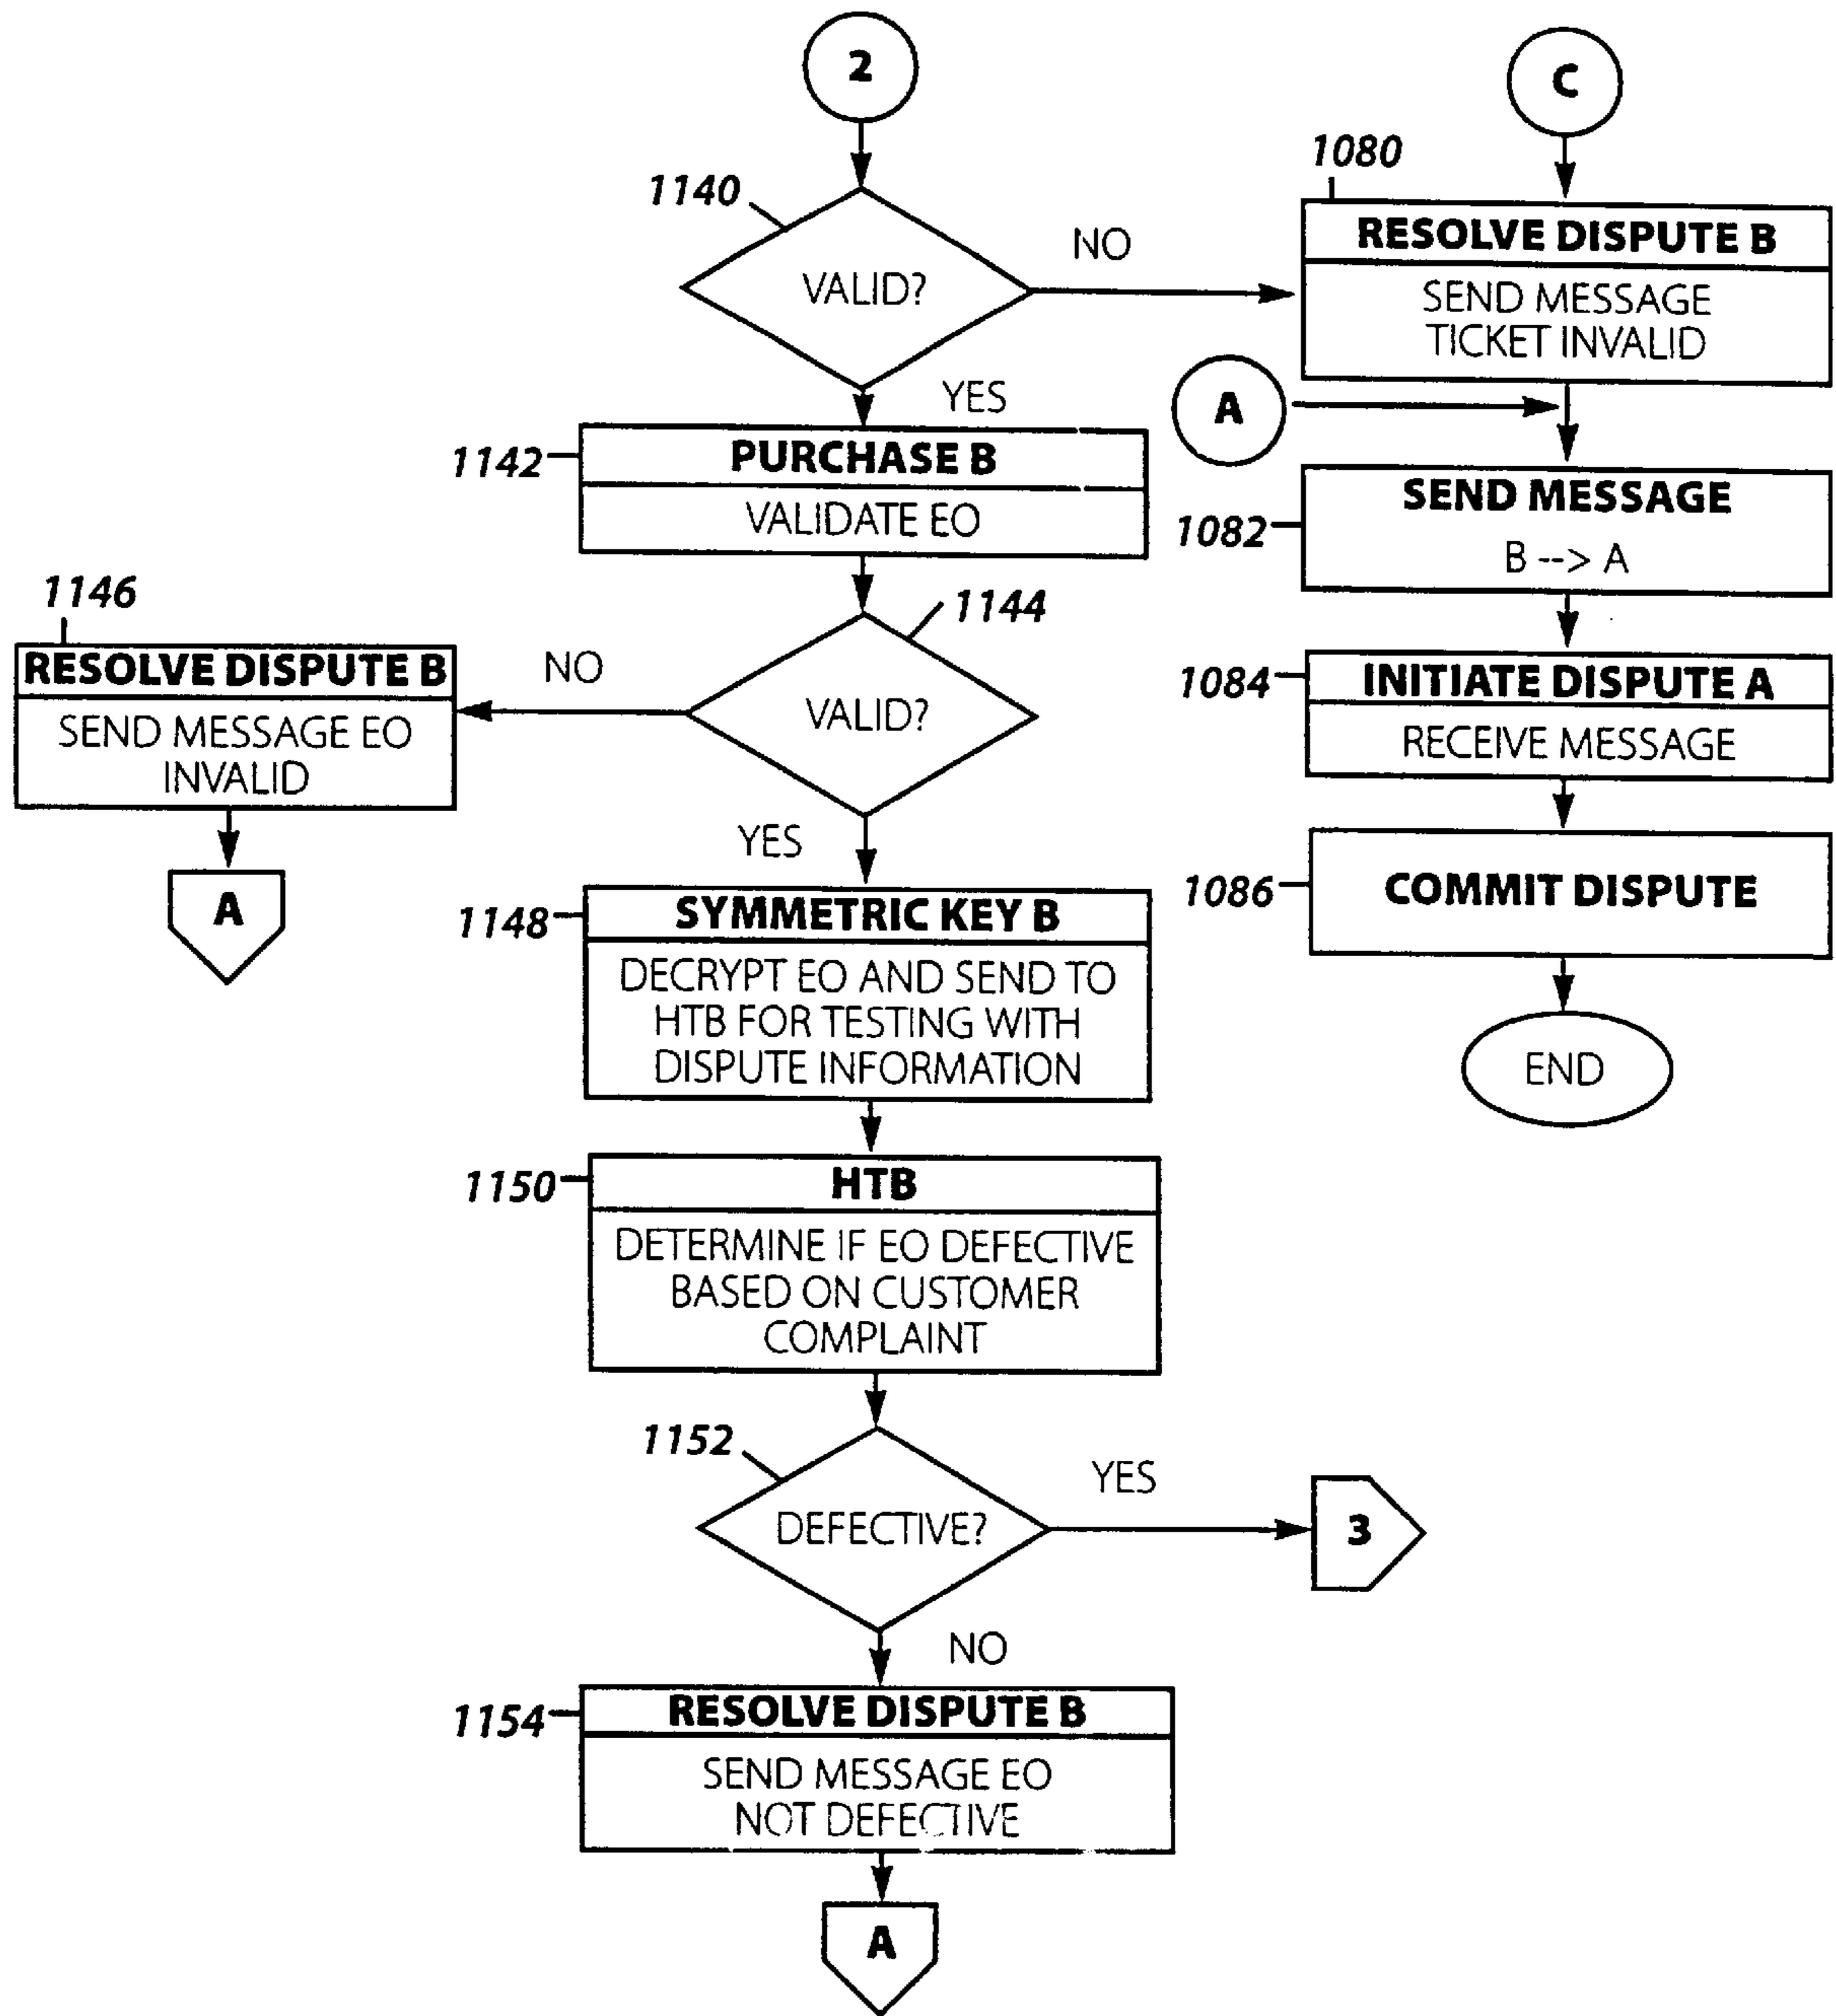 2
1140
VALID?
NO
YES
1142
PURCHASE B
VALIDATE EO
1144
VALID?
NO
1146
RESOLVE DISPUTE B
SEND MESSAGE EO
INVALID
A
YES
1148
SYMMETRIC KEY B
DECRYPT EO AND SEND TO
HTB FOR TESTING WITH
DISPUTE INFORMATION
1150
HTB
DETERMINE IF EO DEFECTIVE
BASED ON CUSTOMER
COMPLAINT
1152
DEFECTIVE?
YES
3
NO
1154
RESOLVE DISPUTE B
SEND MESSAGE EO
NOT DEFECTIVE
A
C
1080
RESOLVE DISPUTE B
SEND MESSAGE
TICKET INVALID
A
1082
SEND MESSAGE
B --> A
1084
INITIATE DISPUTE A
RECEIVE MESSAGE
1086
COMMIT DISPUTE
END